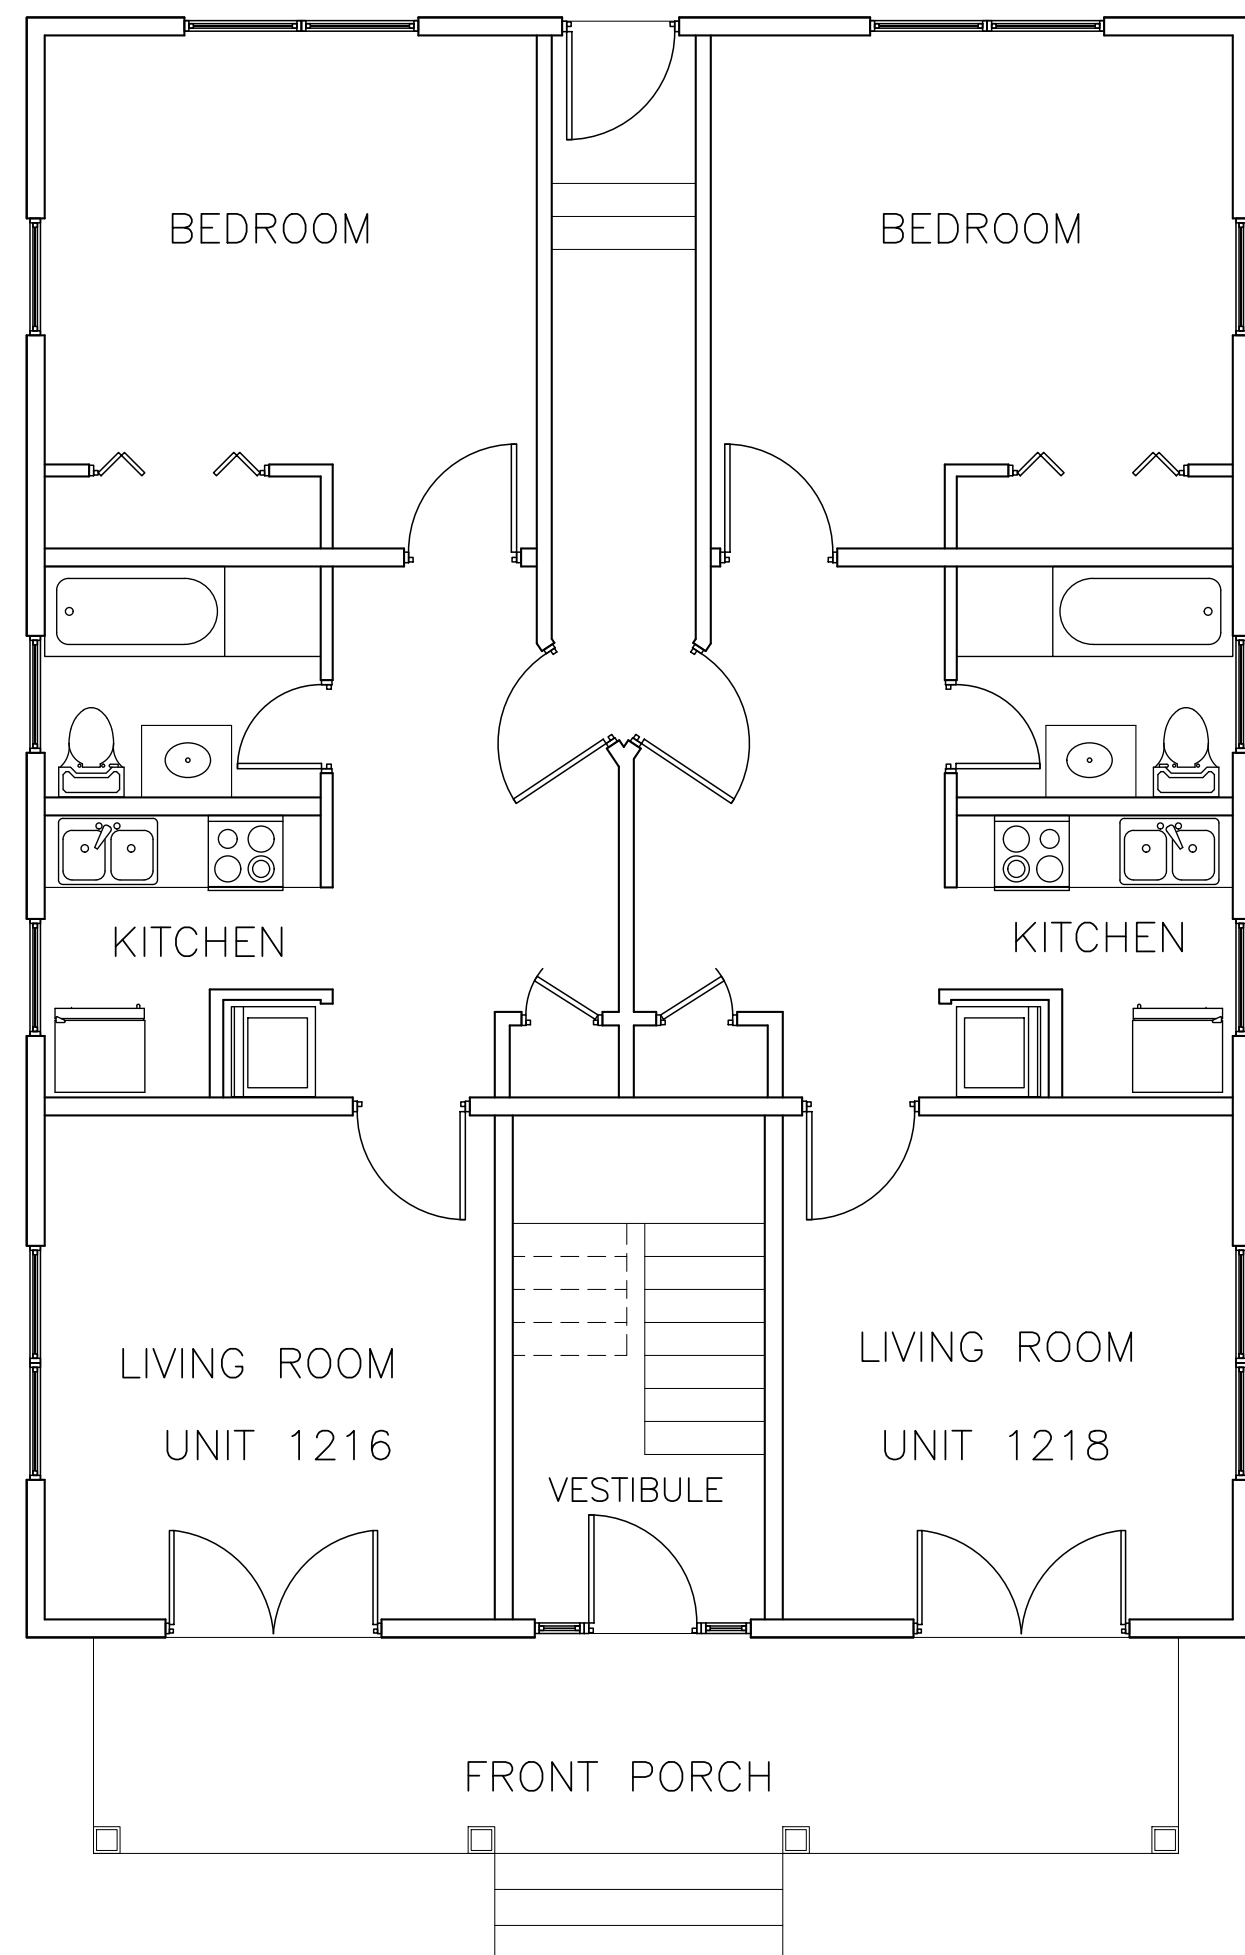 BEDROOM
BEDROOM
KITCHEN
KITCHEN
LIVING ROOM
UNIT 1216
LIVING ROOM
UNIT 1218
VESTIBULE
FRONT PORCH